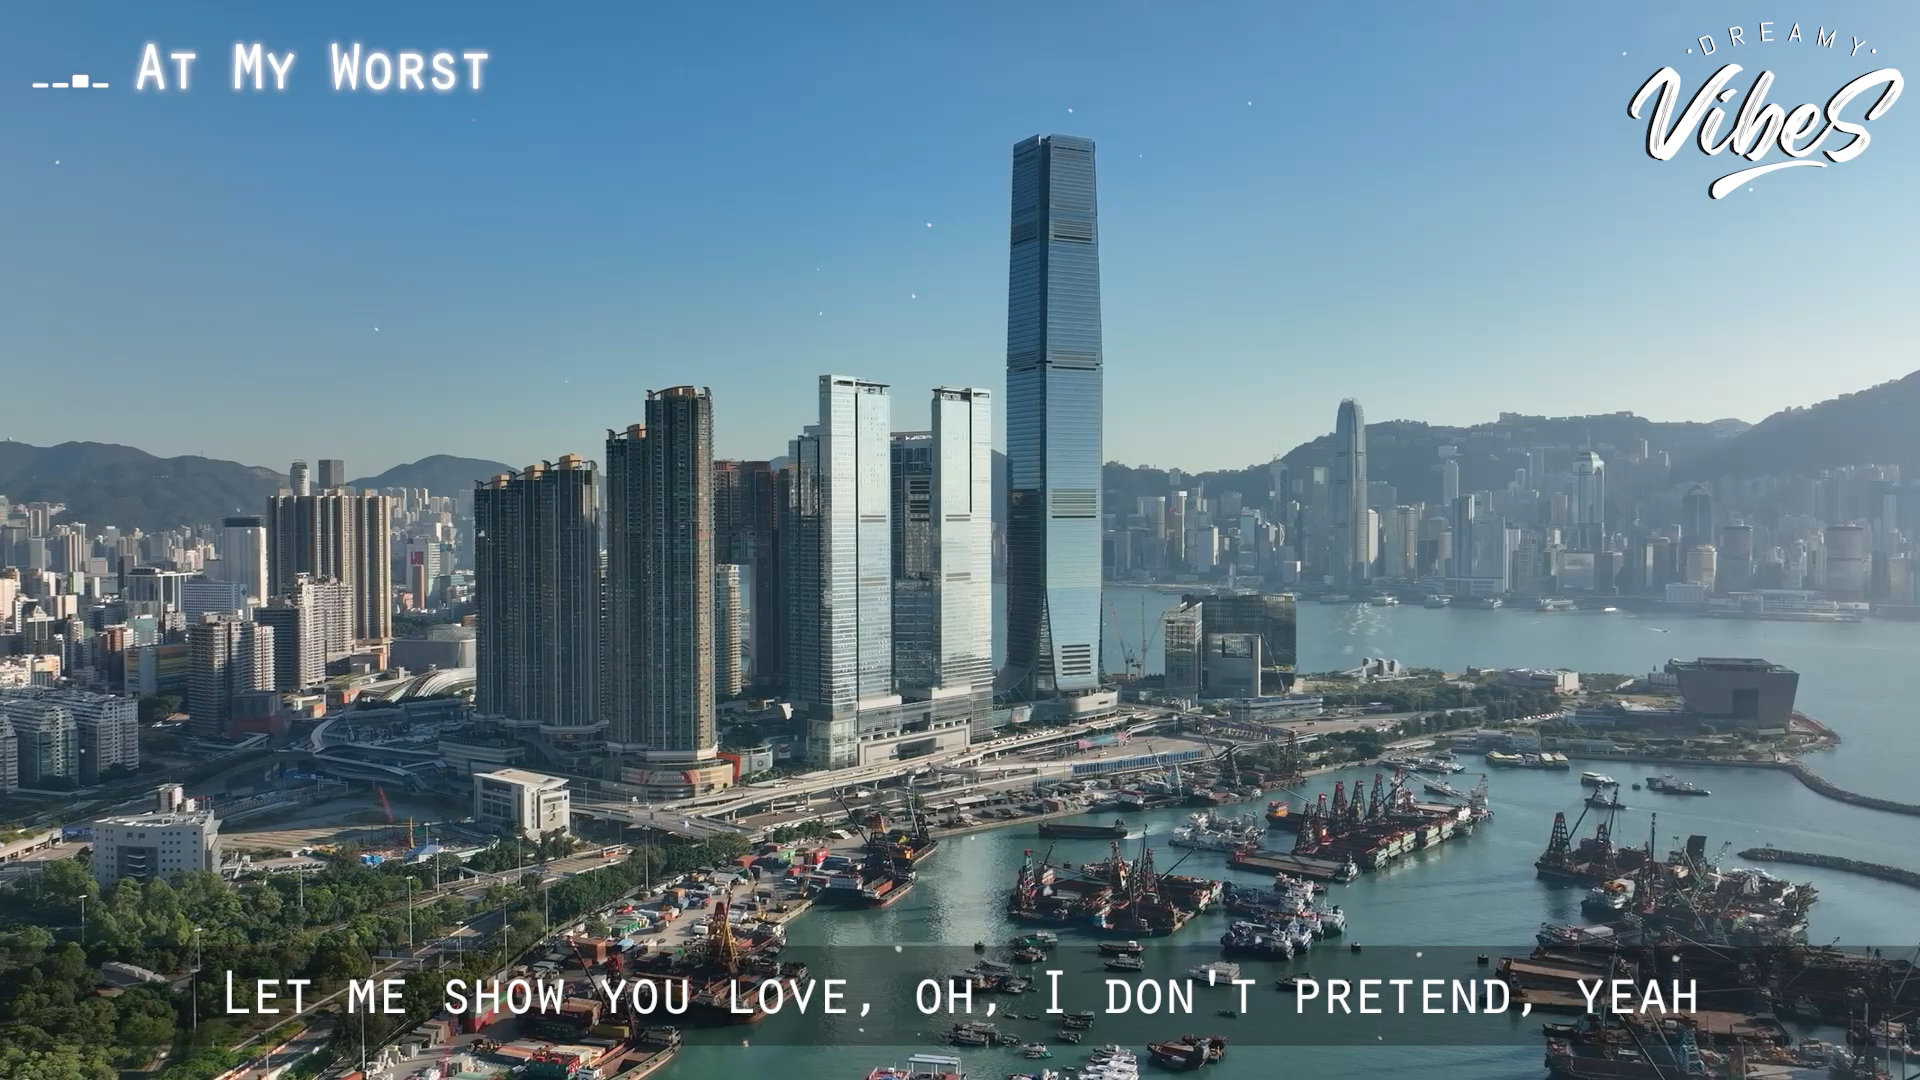 At My Worst
DREAMY
Vibes
Let me show you love, oh, I don't pretend, yeah